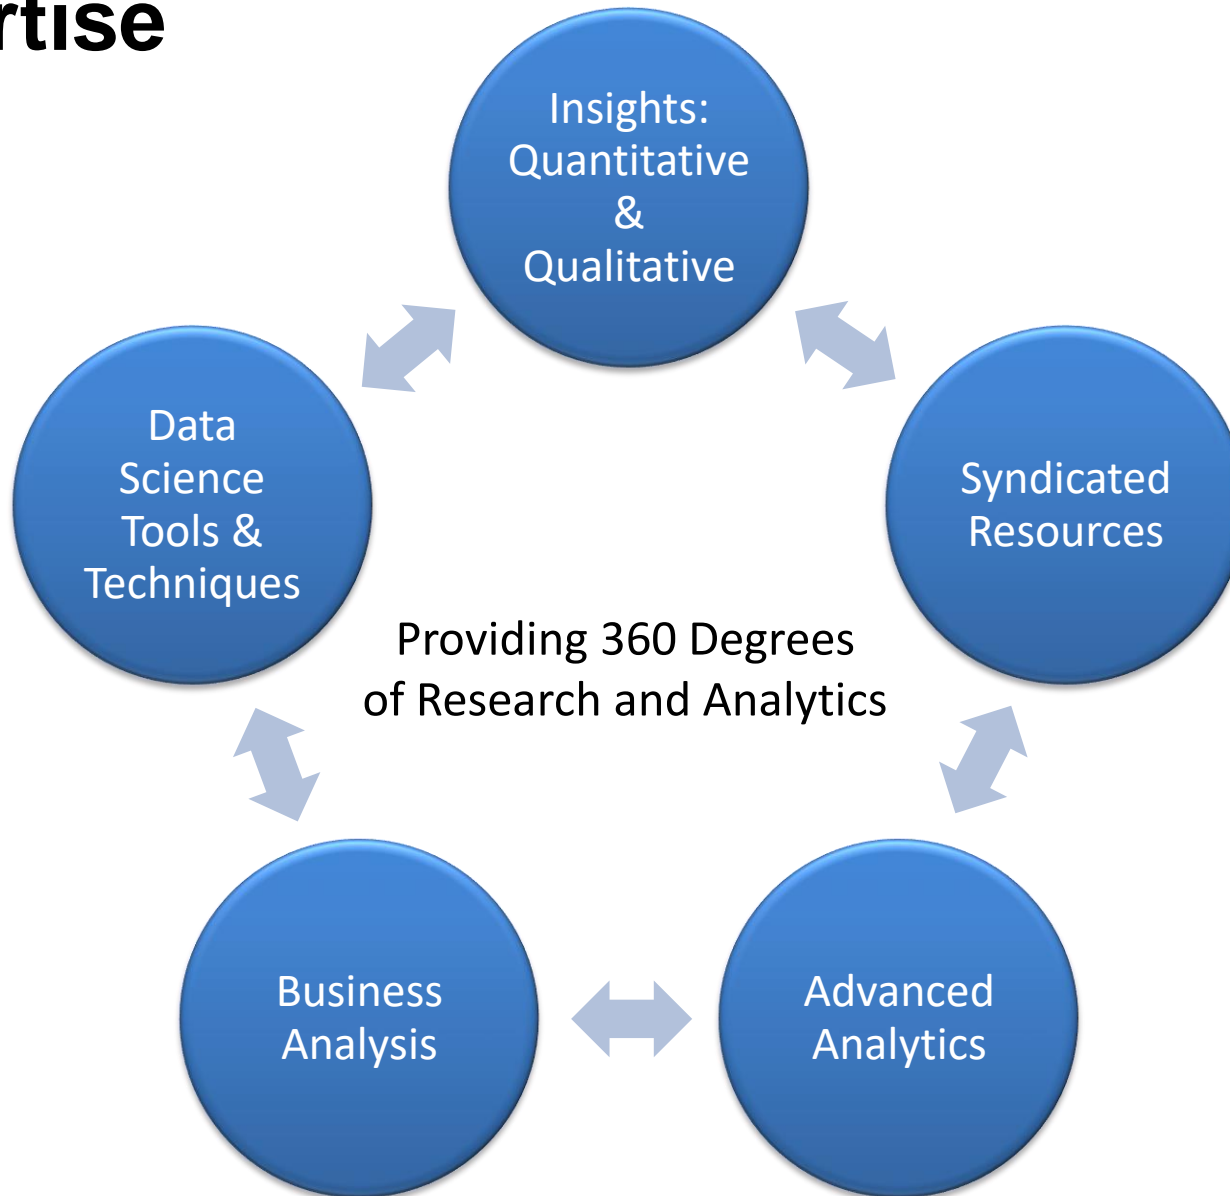 rtise
Insights:
Quantitative
&
Qualitative
Data
Science
Tools &
Techniques
Syndicated
Resources
Providing 360 Degrees
of Research and Analytics
Business
Analysis
Advanced
Analytics